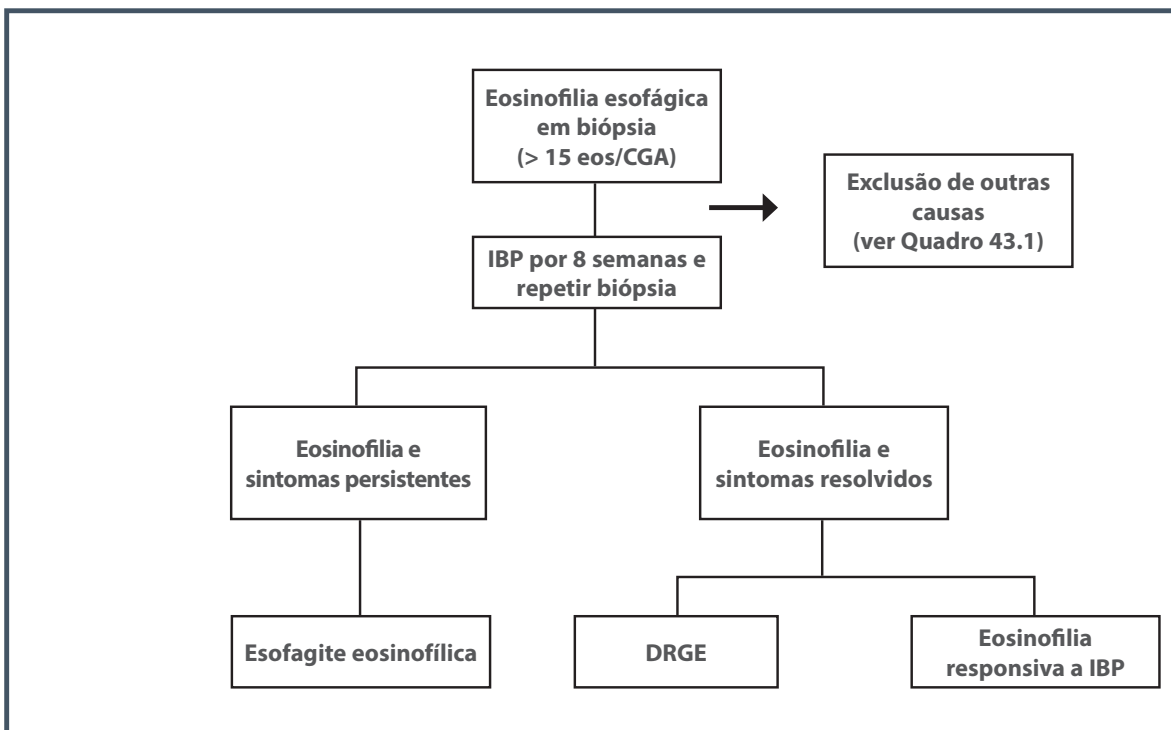 Eosinofilia esofágica
em biópsia
(> 15 eos/CGA)
Exclusão de outras
causas
(ver Quadro 43.1)
IBP por 8 semanas e
repetir biópsia
Eosinofilia e
sintomas persistentes
Eosinofilia e
sintomas resolvidos
Esofagite eosinofílica
DRGE
Eosinofilia
responsiva a IBP